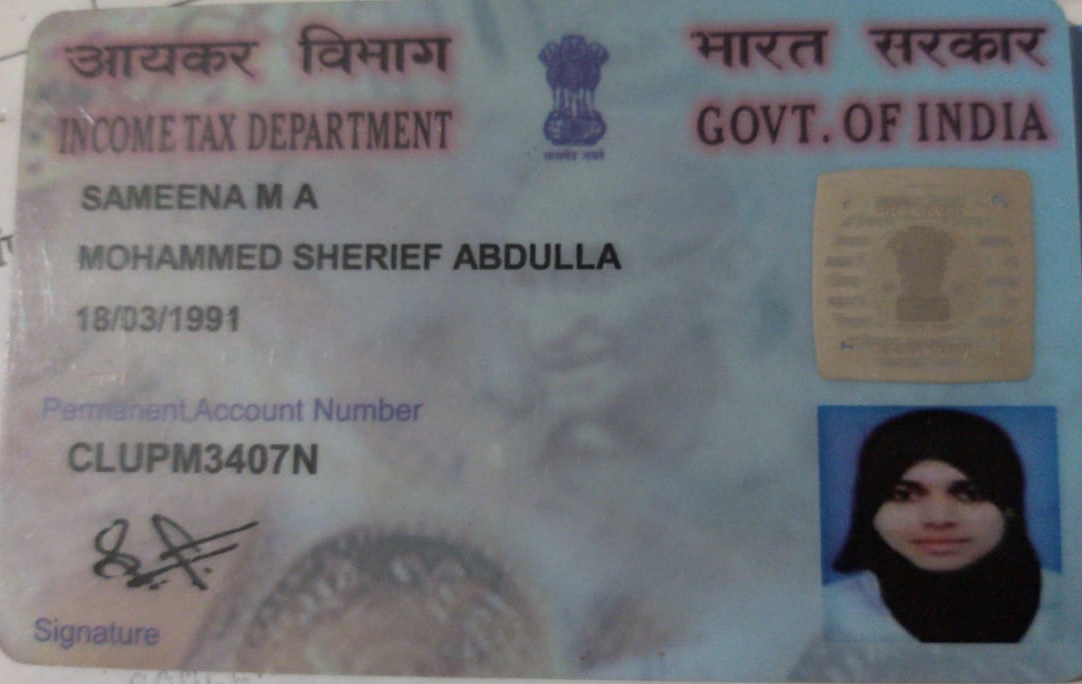 आयकर विभाग
भारत सरकार
INCOME TAX DEPARTMENT
GOVT. OF INDIA
सत्यमेव जयते
SAMEENA M A
MOHAMMED SHERIEF ABDULLA
18/03/1991
Permanent Account Number
CLUPM3407N
Signature